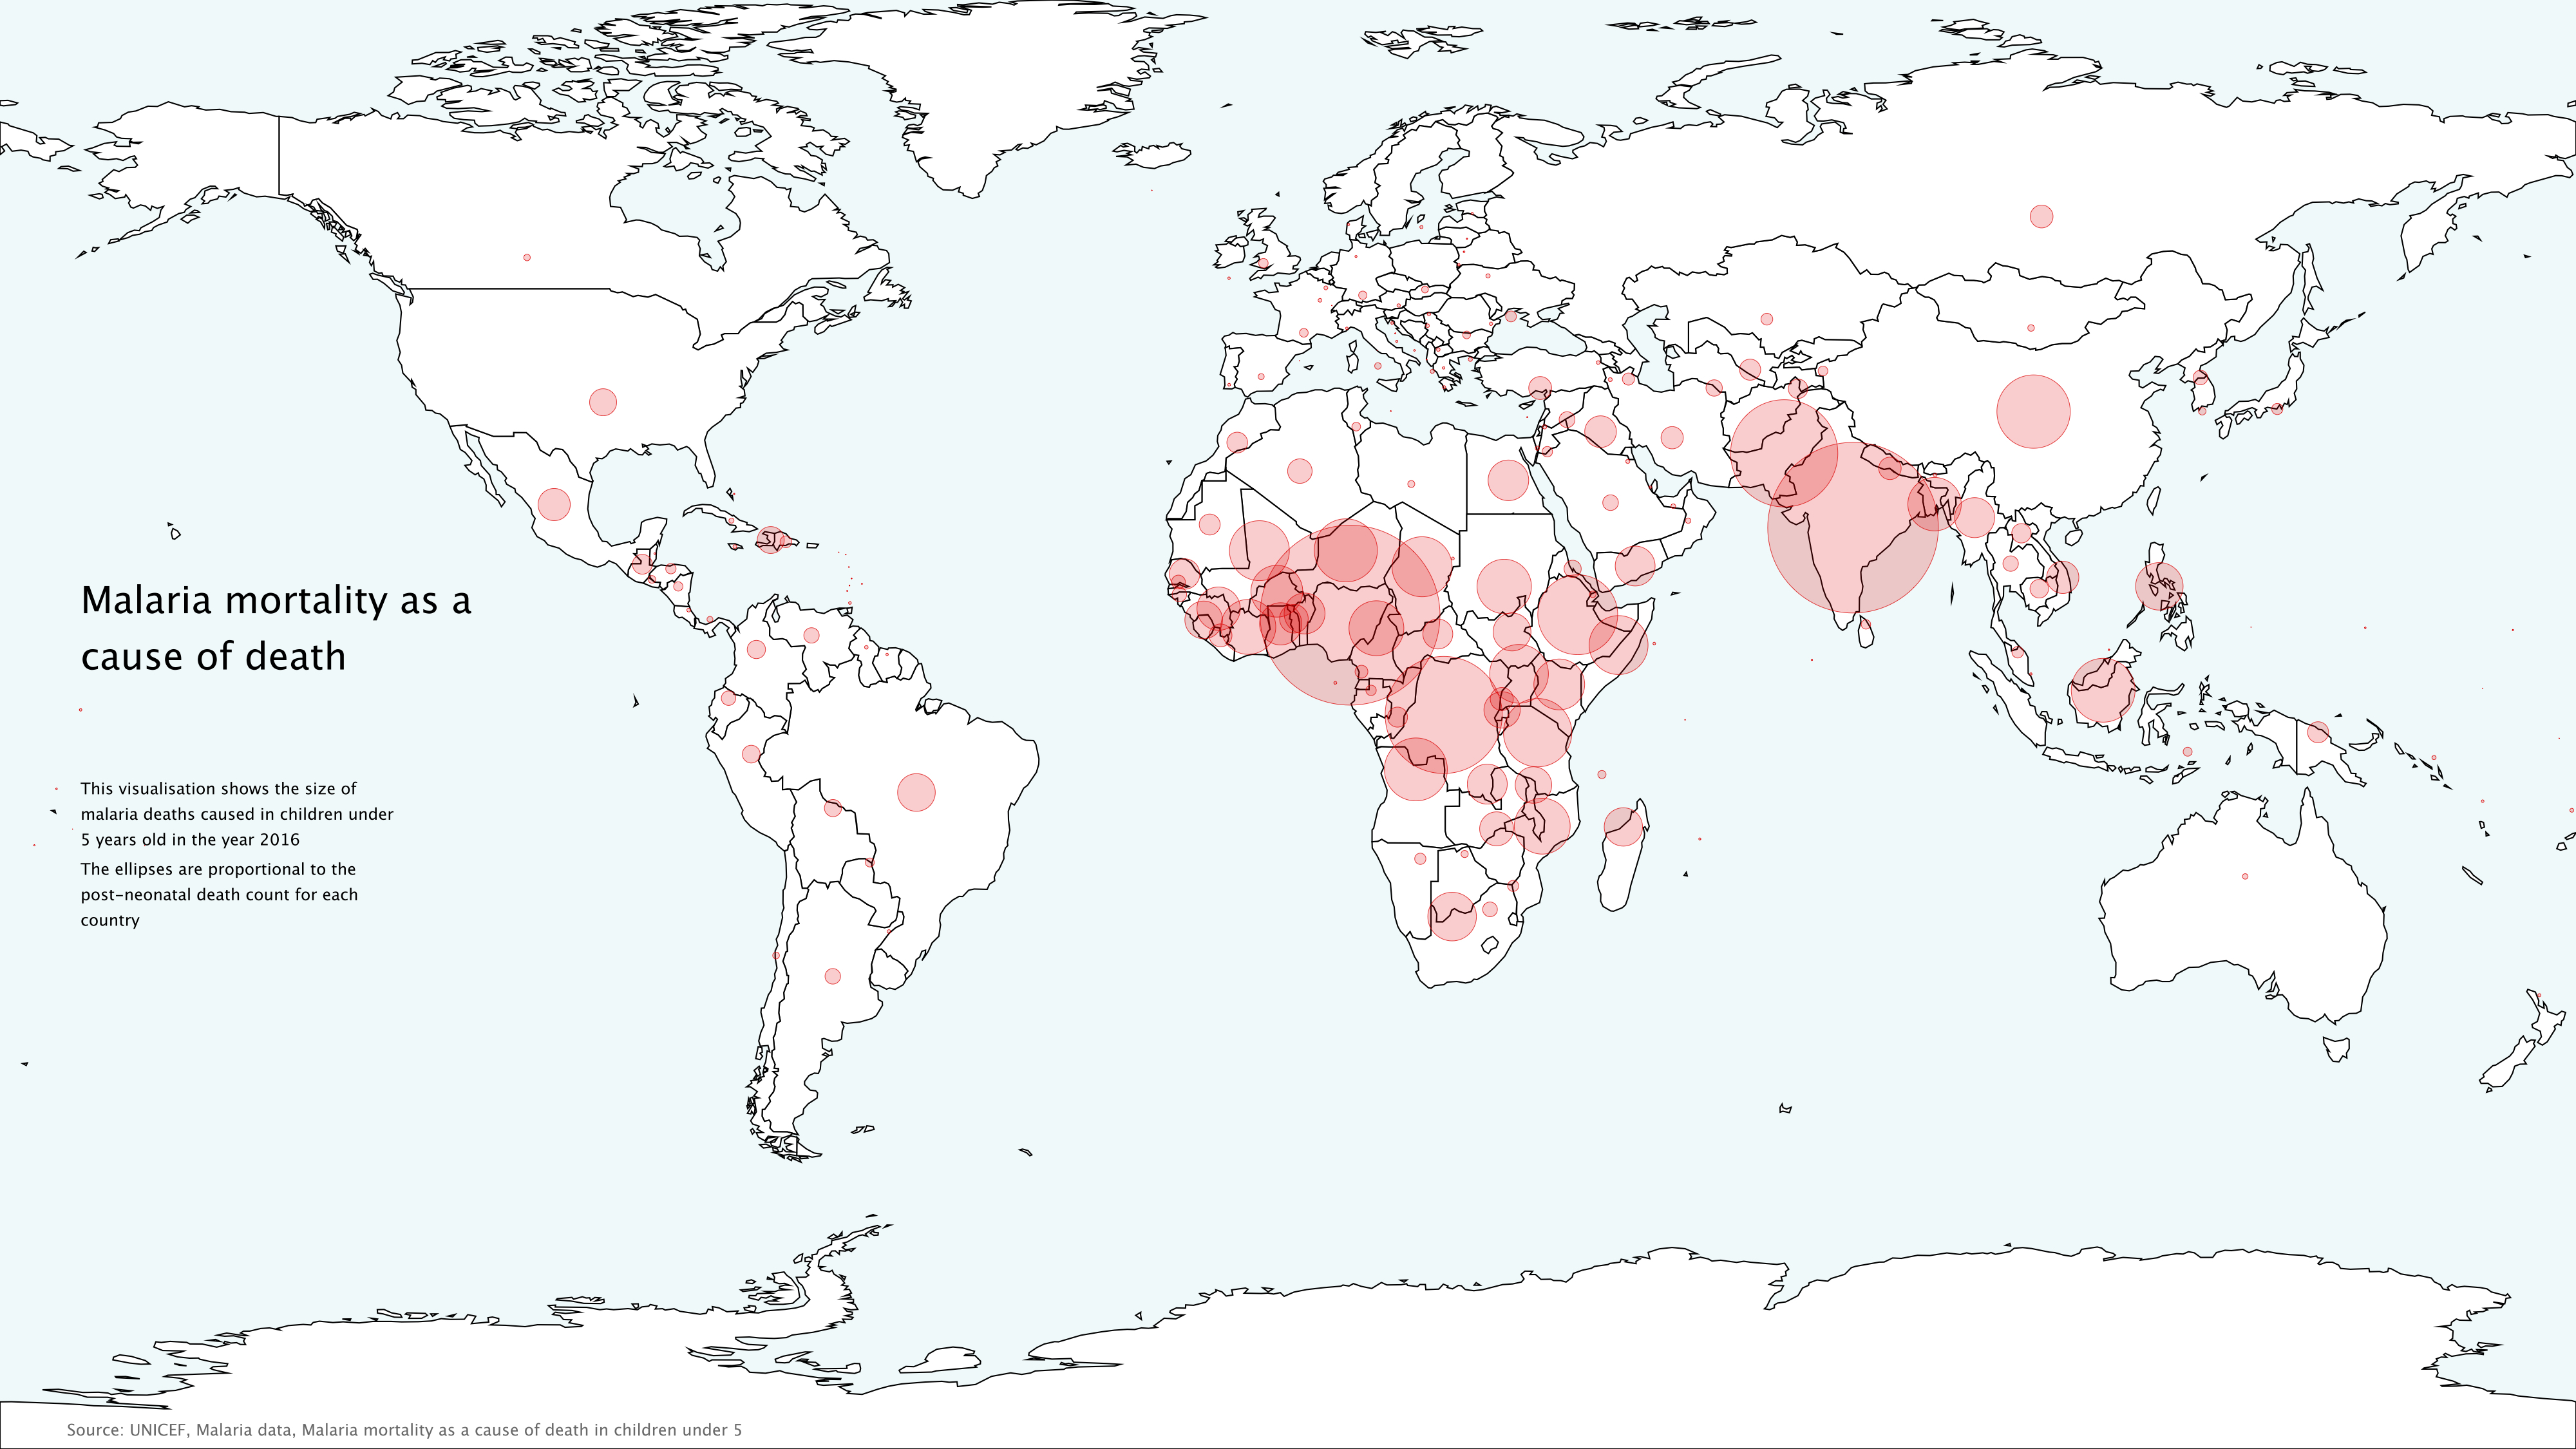 Malaria mortality as a
cause of death
This visualisation shows the size of
malaria deaths caused in children under
5 years old in the year 2016
The ellipses are proportional to the
post-neonatal death count for each
country
Source: UNICEF, Malaria data, Malaria mortality as a cause of death in children under 5